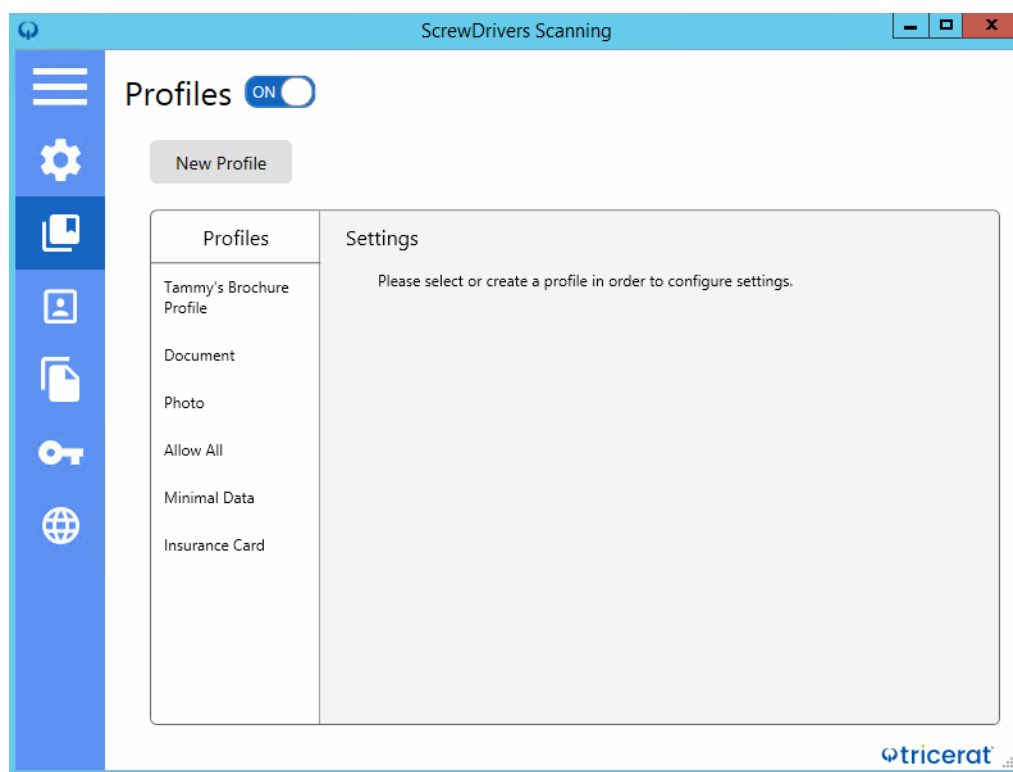 ScrewDrivers Scanning
Profiles ON
New Profile
Profiles
Settings
Please select or create a profile in order to configure settings.
Tammy's Brochure
Profile
Document
Photo
Allow All
Minimal Data
Insurance Card
tricerat